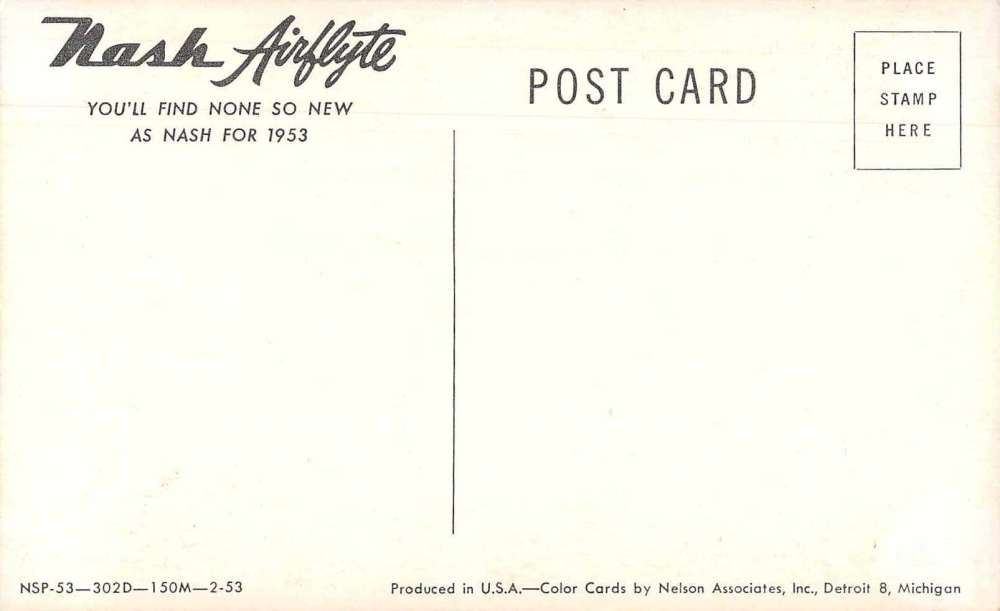 Nash Airflyte
YOU'LL FIND NONE SO NEW
AS NASH FOR 1953
POST CARD
PLACE
STAMP
HERE
NSP-53—302D—150M—2-53
Produced in U.S.A.—Color Cards by Nelson Associates, Inc., Detroit 8, Michigan